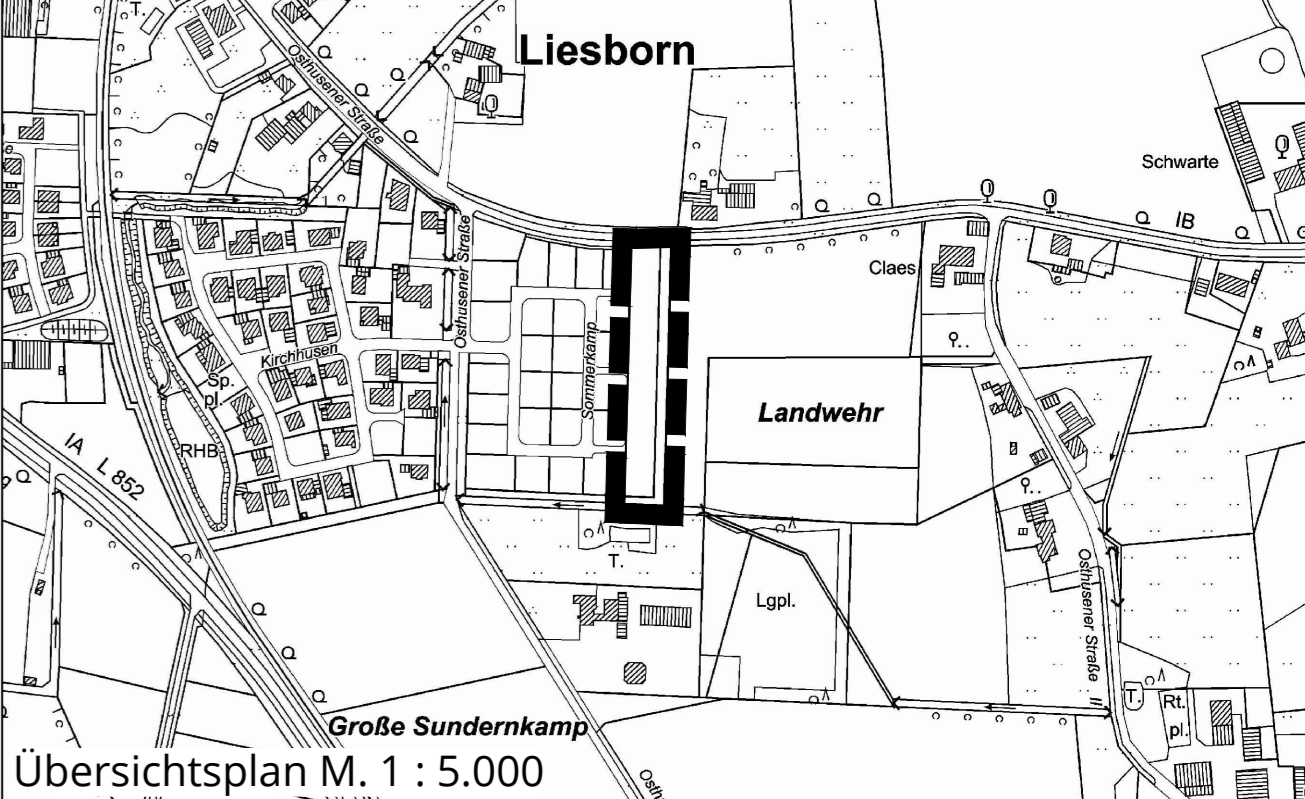 T.
Liesborn
Osthusener Straße
Schwarte
IB
Osthusener Straße
Claes
Sommerkamp
Kirchhusen
Sp.
pl.
Landwehr
RHB
IA L 852
T.
Lgpl.
Osthusener Straße II
T.
Rt.
pl.
Große Sundernkamp
Übersichtsplan M. 1 : 5.000